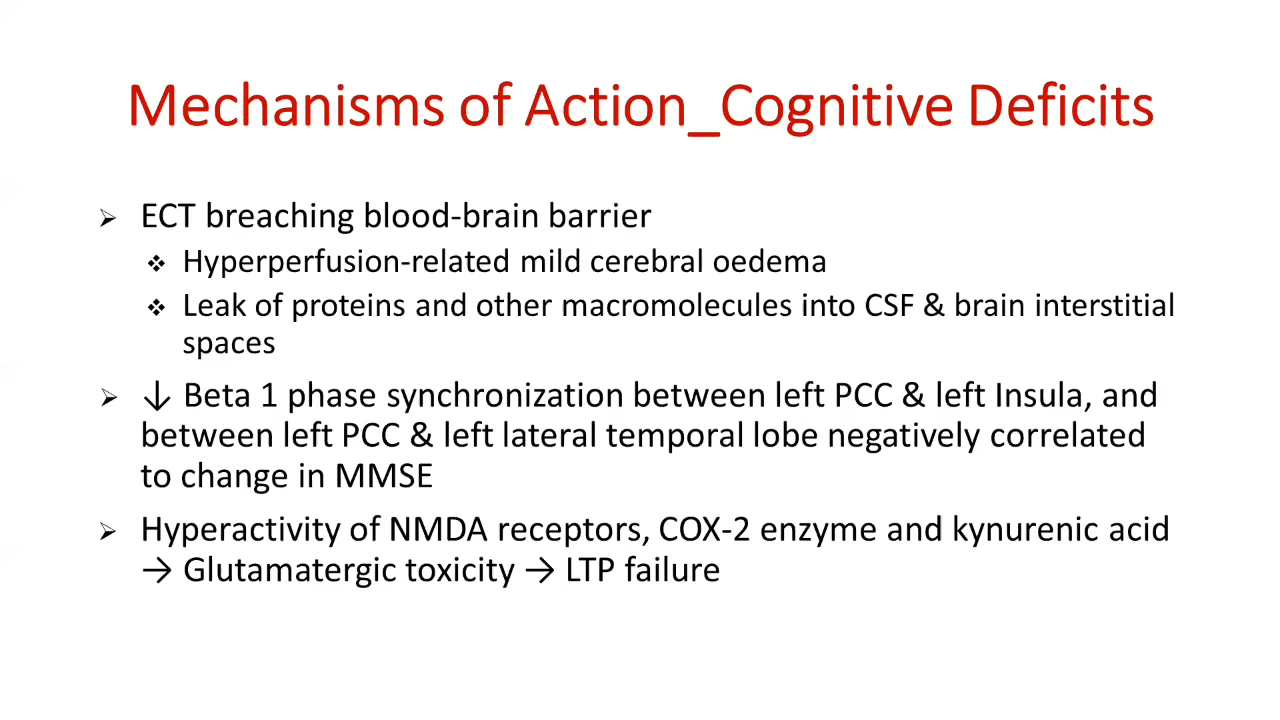 Mechanisms of Action_Cognitive Deficits
➢ ECT breaching blood-brain barrier
❖ Hyperperfusion-related mild cerebral oedema
❖ Leak of proteins and other macromolecules into CSF & brain interstitial
spaces
➢ ↓ Beta 1 phase synchronization between left PCC & left Insula, and
between left PCC & left lateral temporal lobe negatively correlated
to change in MMSE
➢ Hyperactivity of NMDA receptors, COX-2 enzyme and kynurenic acid
→ Glutamatergic toxicity → LTP failure